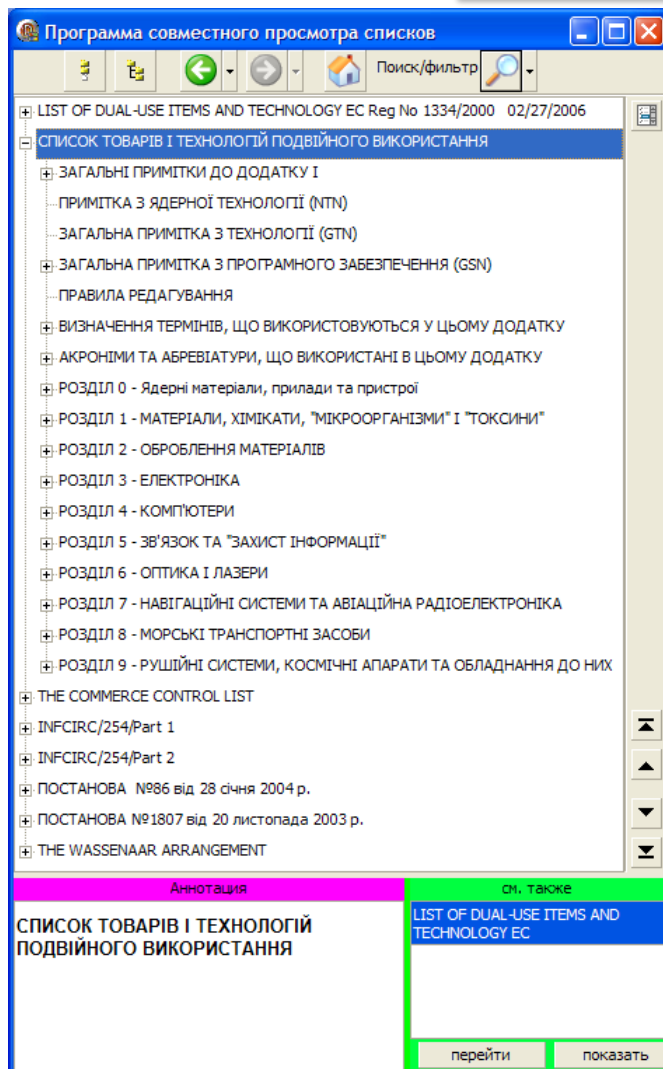 Программа совместного просмотра списков
Поиск/фильтр
LIST OF DUAL-USE ITEMS AND TECHNOLOGY EC Reg No 1334/2000 02/27/2006
СПИСОК ТОВАРІВ І ТЕХНОЛОГІЙ ПОДВІЙНОГО ВИКОРИСТАННЯ
ЗАГАЛЬНІ ПРИМІТКИ ДО ДОДАТКУ І
ПРИМІТКА З ЯДЕРНОЇ ТЕХНОЛОГІЇ (NTN)
ЗАГАЛЬНА ПРИМІТКА З ТЕХНОЛОГІЇ (GTN)
ЗАГАЛЬНА ПРИМІТКА З ПРОГРАМНОГО ЗАБЕЗПЕЧЕННЯ (GSN)
ПРАВИЛА РЕДАГУВАННЯ
ВИЗНАЧЕННЯ ТЕРМІНІВ, ЩО ВИКОРИСТОВУЮТЬСЯ У ЦЬОМУ ДОДАТКУ
АКРОНІМИ ТА АБРЕВІАТУРИ, ЩО ВИКОРИСТАНІ В ЦЬОМУ ДОДАТКУ
РОЗДІЛ 0 - Ядерні матеріали, прилади та пристрої
РОЗДІЛ 1 - МАТЕРІАЛИ, ХІМІКАТИ, "МІКРООРГАНІЗМИ" І "ТОКСИНИ"
РОЗДІЛ 2 - ОБРОБЛЕННЯ МАТЕРІАЛІВ
РОЗДІЛ 3 - ЕЛЕКТРОНІКА
РОЗДІЛ 4 - КОМП'ЮТЕРИ
РОЗДІЛ 5 - ЗВ'ЯЗОК ТА "ЗАХИСТ ІНФОРМАЦІЇ"
РОЗДІЛ 6 - ОПТИКА І ЛАЗЕРИ
РОЗДІЛ 7 - НАВІГАЦІЙНІ СИСТЕМИ ТА АВІАЦІЙНА РАДІОЕЛЕКТРОНІКА
РОЗДІЛ 8 - МОРСЬКІ ТРАНСПОРТНІ ЗАСОБИ
РОЗДІЛ 9 - РУШІЙНІ СИСТЕМИ, КОСМІЧНІ АПАРАТИ ТА ОБЛАДНАННЯ ДО НИХ
THE COMMERCE CONTROL LIST
INFCIRC/254/Part 1
INFCIRC/254/Part 2
ПОСТАНОВА №86 від 28 січня 2004 р.
ПОСТАНОВА №1807 від 20 листопада 2003 р.
THE WASSENAAR ARRANGEMENT
Аннотация
см. также
СПИСОК ТОВАРІВ І ТЕХНОЛОГІЙ
ПОДВІЙНОГО ВИКОРИСТАННЯ
LIST OF DUAL-USE ITEMS AND
TECHNOLOGY EC
перейти
показать